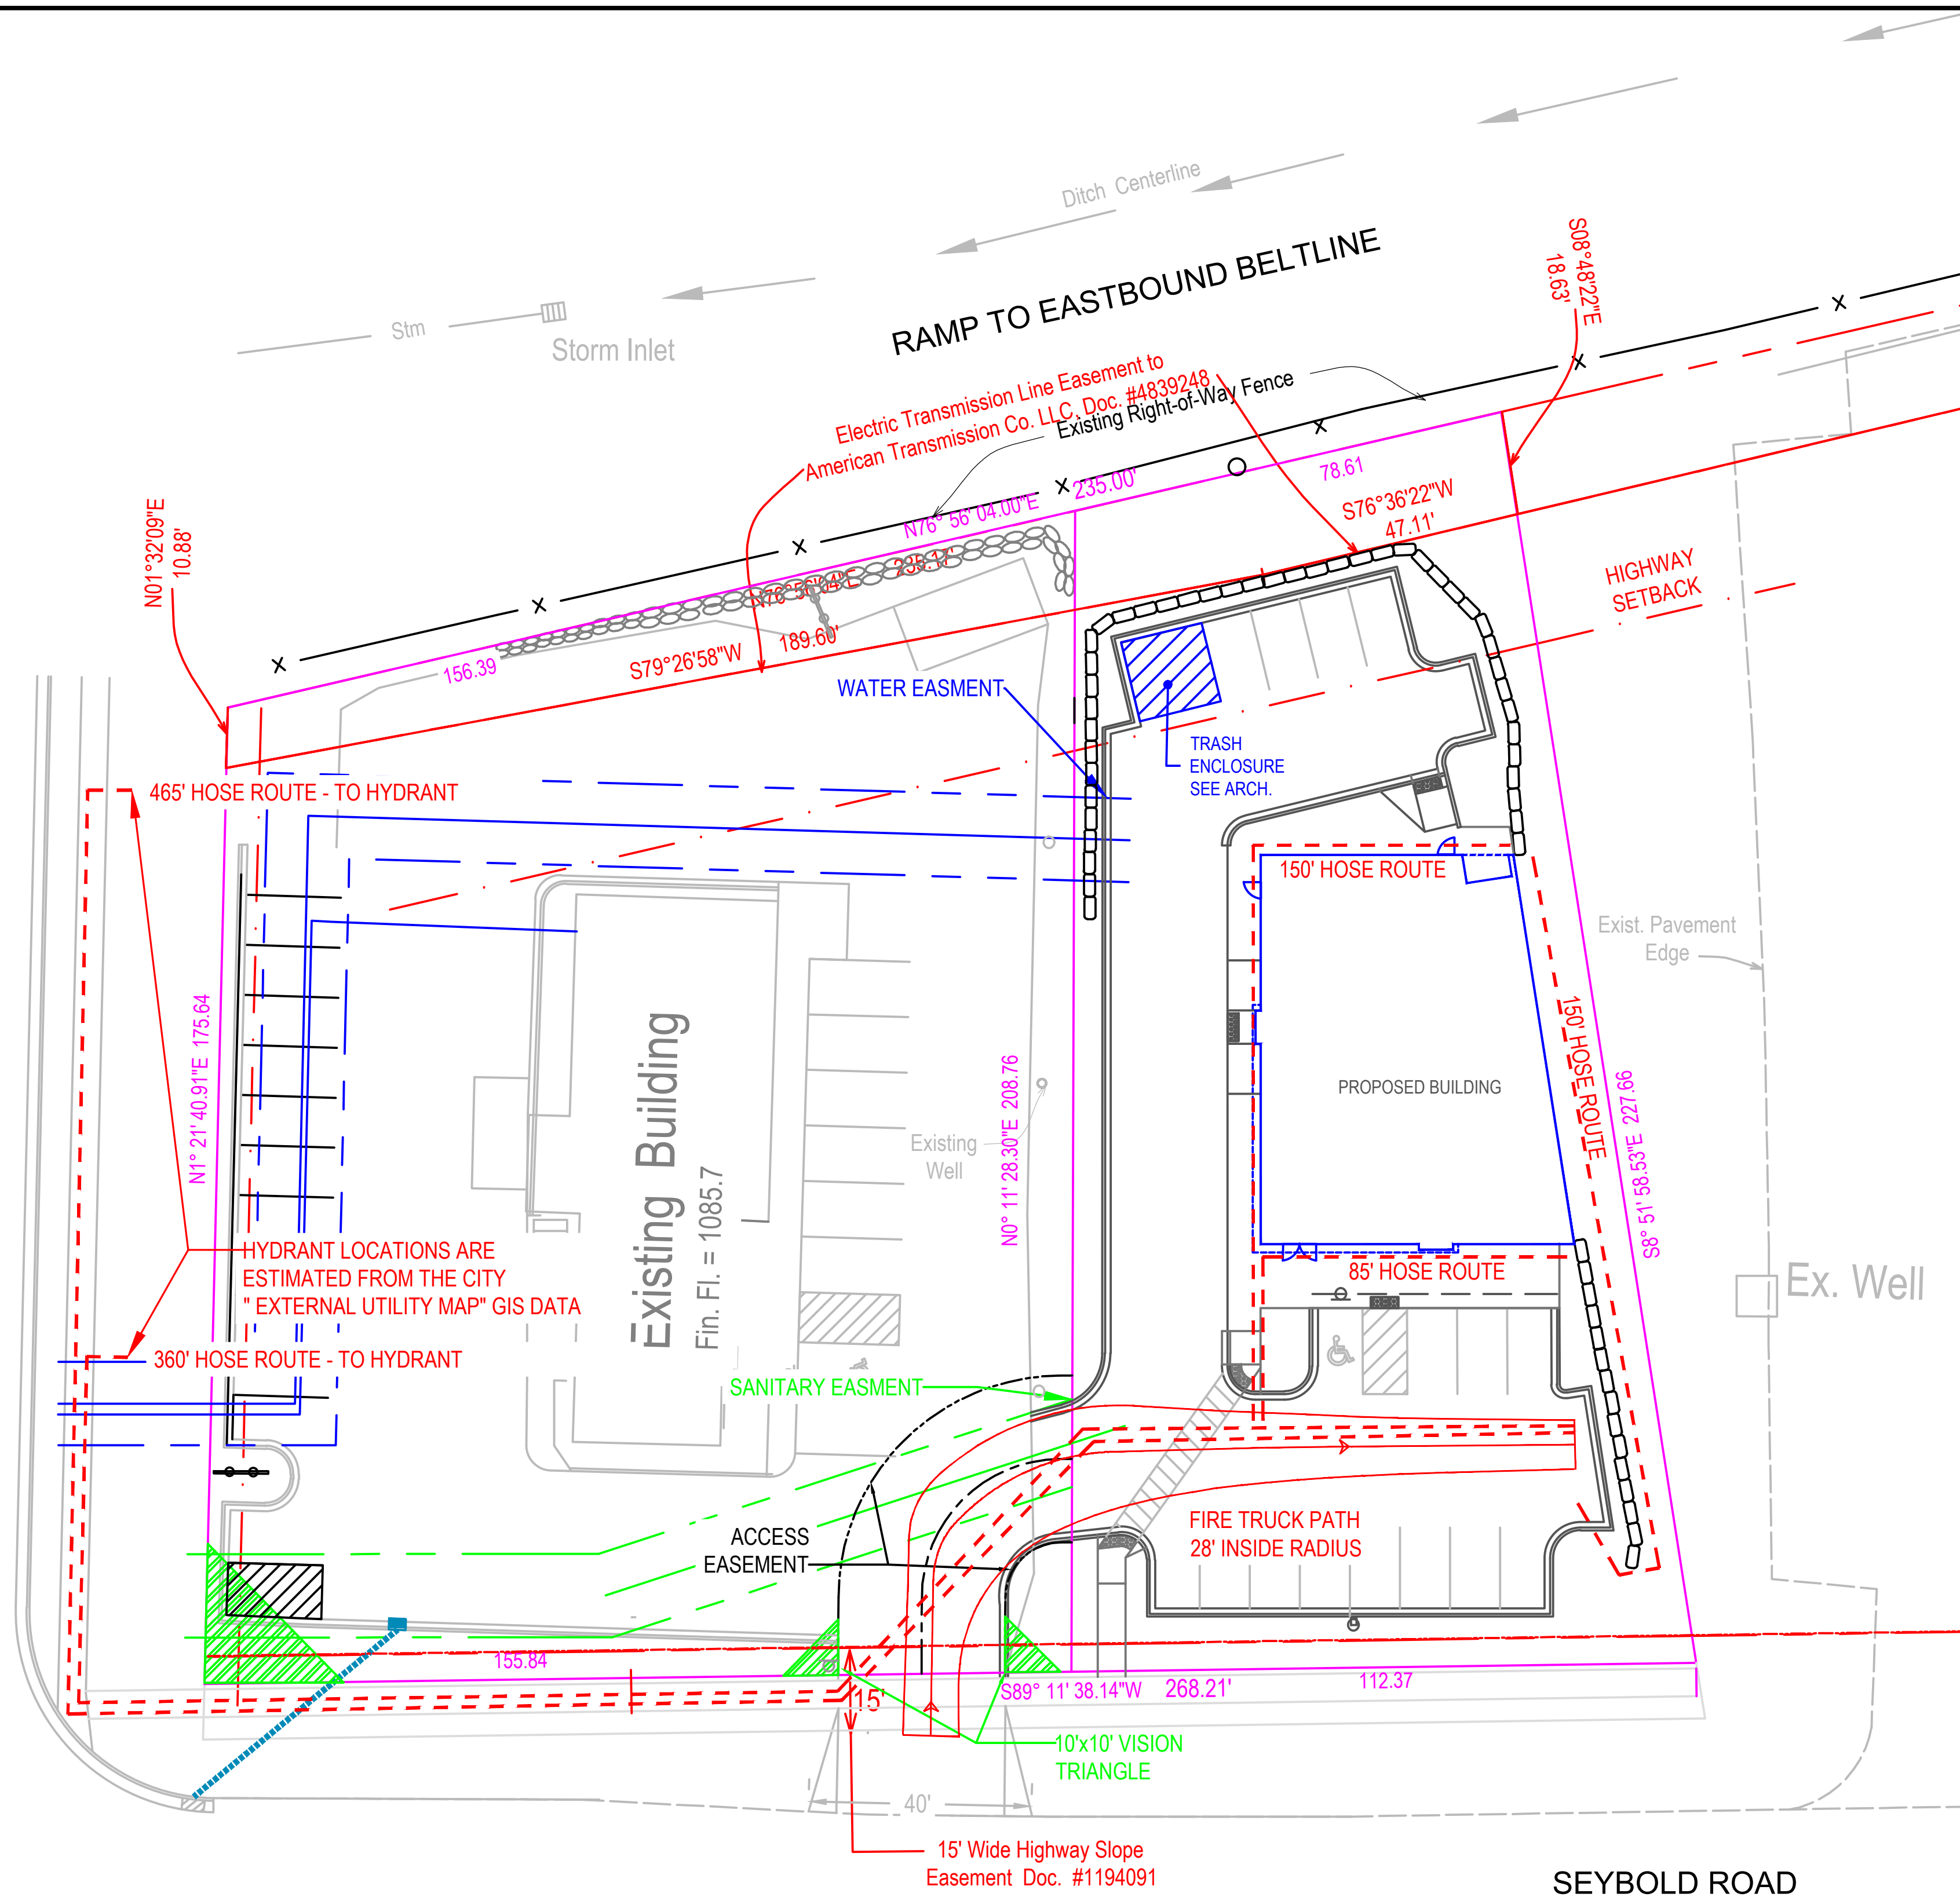 Ditch Centerline
Stm
Storm Inlet
RAMP TO EASTBOUND BELTLINE
S08°48'22"E
18.63'
Electric Transmission Line Easement to
American Transmission Co. LLC, Doc. #4839248
Existing Right-of-Way Fence
N01°32'09"E
10.88'
N76° 56' 04.00"E 235.00'
78.61
S76°36'22"W
47.11'
HIGHWAY
SETBACK
N76°56'04"E 235.17'
156.39
S79°26'58"W 189.60'
WATER EASMENT
TRASH
ENCLOSURE
SEE ARCH.
465' HOSE ROUTE - TO HYDRANT
150' HOSE ROUTE
Exist. Pavement
Edge
N1° 21' 40.91"E 175.64
Existing Building
Fin. Fl. = 1085.7
Existing
Well
N0° 11' 28.30"E 208.76
PROPOSED BUILDING
150' HOSE ROUTE
S8° 51' 58.53"E 227.66
HYDRANT LOCATIONS ARE
ESTIMATED FROM THE CITY
" EXTERNAL UTILITY MAP" GIS DATA
360' HOSE ROUTE - TO HYDRANT
85' HOSE ROUTE
Ex. Well
SANITARY EASMENT
ACCESS
EASEMENT
FIRE TRUCK PATH
28' INSIDE RADIUS
155.84
15'
S89° 11' 38.14"W 268.21'
112.37
10'x10' VISION
TRIANGLE
40'
15' Wide Highway Slope
Easement Doc. #1194091
SEYBOLD ROAD